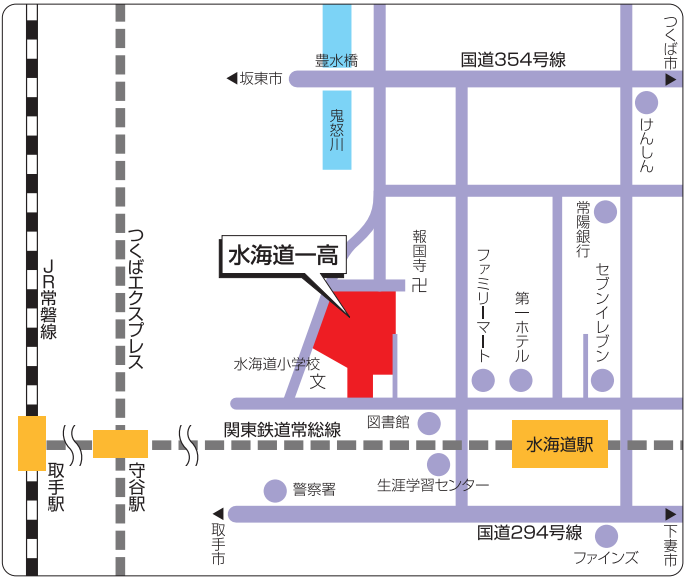 つくば市
豊水橋
国道354号線
坂東市
鬼怒川
けんしん
常陽銀行
つくばエクスプレス
報国寺
卍
水海道一高
ファミリーマート
セブンイレブン
JR常磐線
第一ホテル
水海道小学校
文
図書館
関東鉄道常総線
水海道駅
取手駅
守谷駅
生涯学習センター
警察署
取手市
国道294号線
下妻市
ファインズ